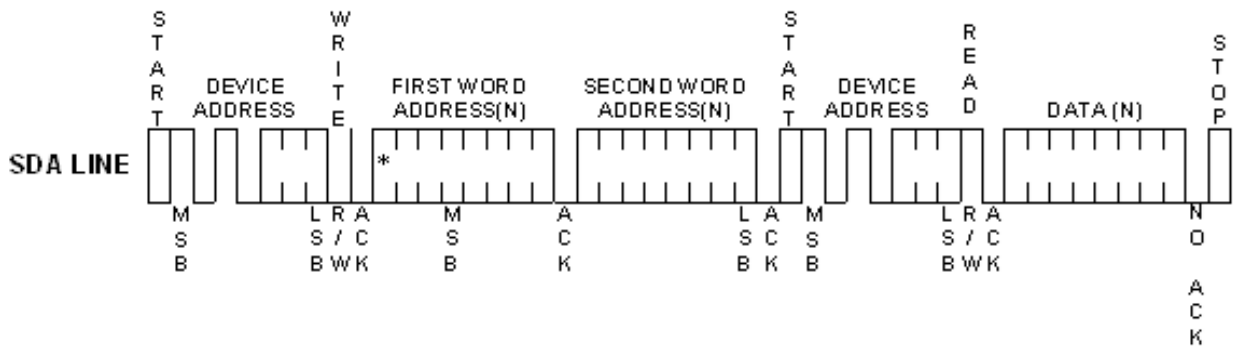 START
WRITE
START
READ
STOP
DEVICE
ADDRESS
FIRST WORD
ADDRESS(N)
SECOND WORD
ADDRESS(N)
DEVICE
ADDRESS
DATA (N)
SDA LINE
*
MSB
LSB
R/W
ACK
MSB
ACK
LSB
ACK
MSB
LSB
R/W
ACK
NO ACK